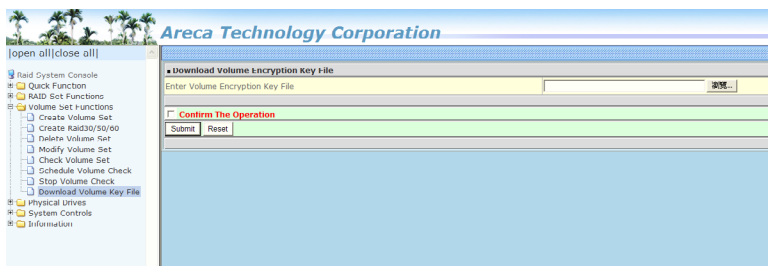 Areca Technology Corporation
|open all|close all|
Raid System Console
Quick Function
RAID Set Functions
Volume Set Functions
Create Volume Set
Create Raid30/50/60
Delete Volume Set
Modify Volume Set
Check Volume Set
Schedule Volume Check
Stop Volume Check
Download Volume Key File
Physical Drives
System Controls
Information
Download Volume Encryption Key File
Enter Volume Encryption Key File
瀏覽...
Confirm The Operation
Submit Reset